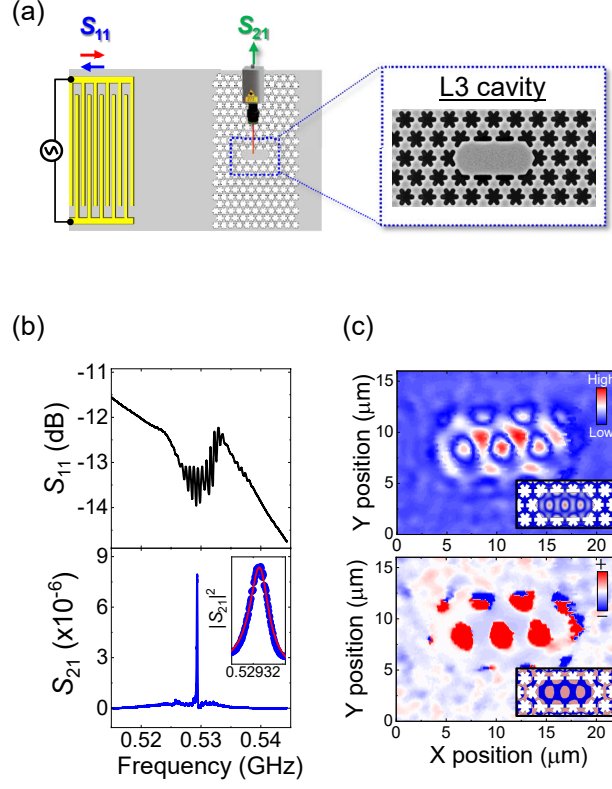 (a)
S11
S21
L3 cavity
(b)
(c)
-11
-12
-13
-14
S11 (dB)
9
6
3
0
S21 (x10-6)
|S21|2
0.52932
0.52 0.53 0.54
Frequency (GHz)
15
10
5
0
Y position (μm)
High
Low
0 5 10 15 20
15
10
5
0
Y position (μm)
+
−
0 5 10 15 20
X position (μm)